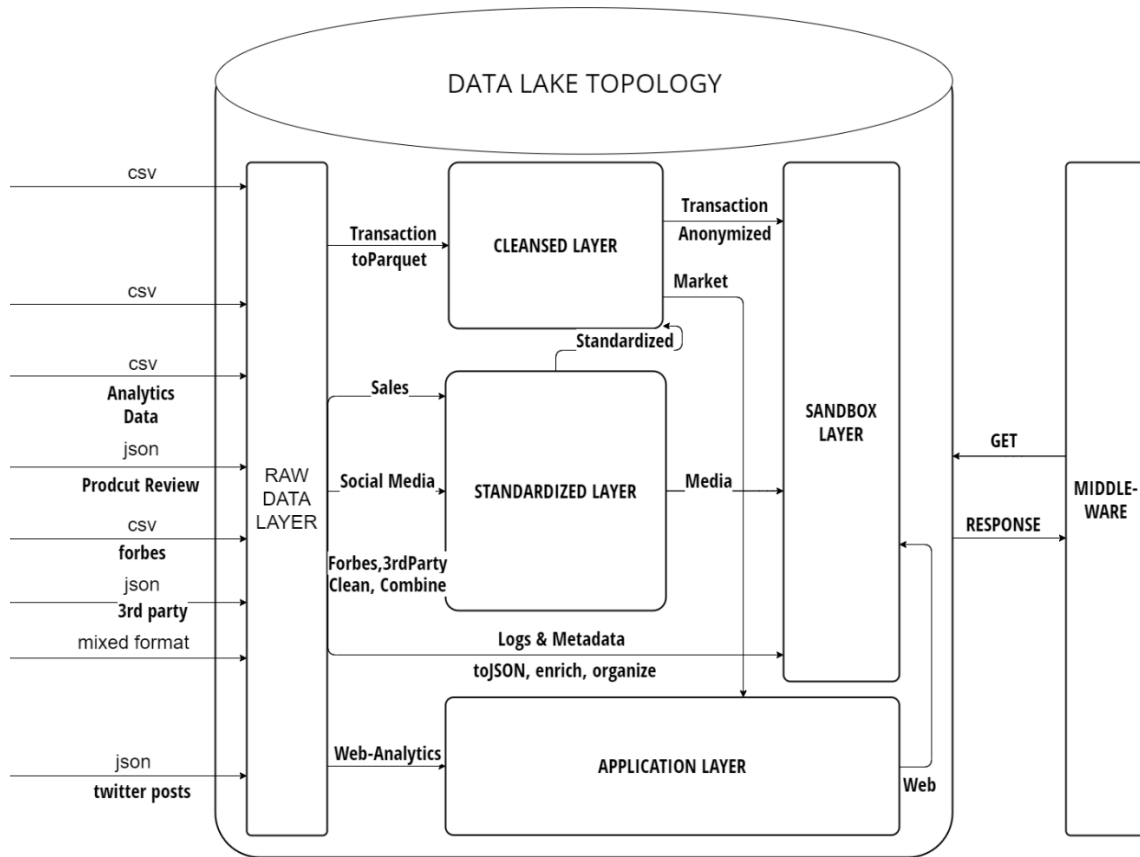 DATA LAKE TOPOLOGY
csv
csv
csv
Analytics
Data
json
Prodcut Review
csv
forbes
json
3rd party
mixed format
json
twitter posts
RAW
DATA
LAYER
Transaction
toParquet
Sales
Social Media
Forbes,3rdParty
Clean, Combine
Logs & Metadata
toJSON, enrich, organize
Web-Analytics
CLEANSED LAYER
Standardized
STANDARDIZED LAYER
APPLICATION LAYER
Transaction
Anonymized
Market
Media
Web
SANDBOX
LAYER
GET
RESPONSE
MIDDLE-
WARE